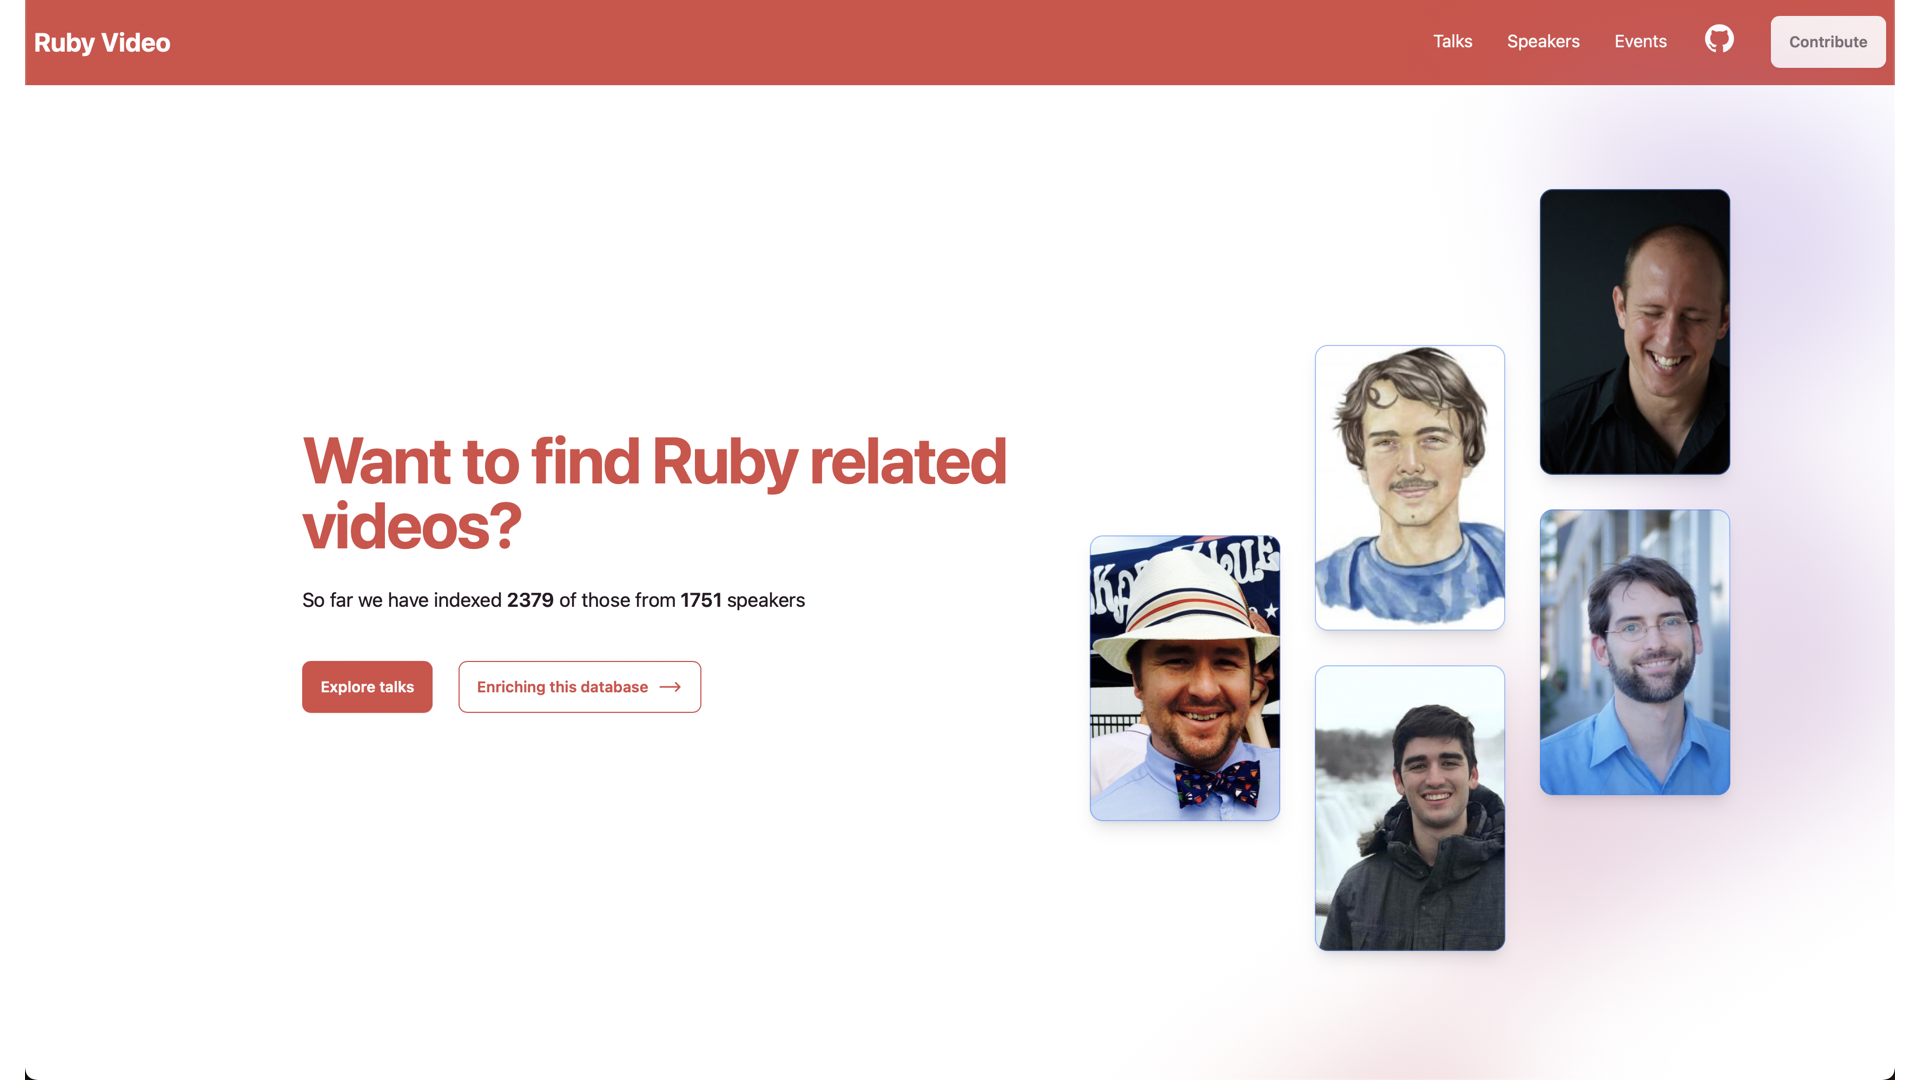 Ruby Video
Talks
Speakers
Events
Contribute
Want to find Ruby related
videos?
So far we have indexed 2379 of those from 1751 speakers
Explore talks
Enriching this database